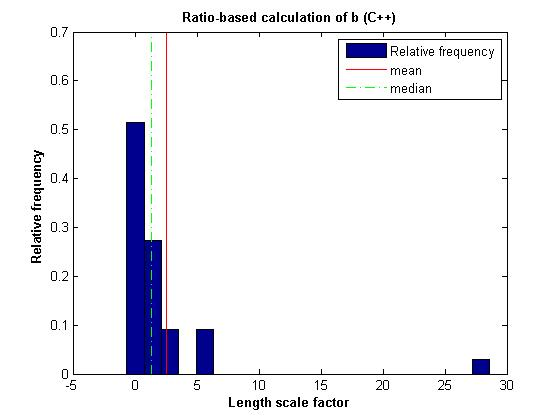 Ratio-based calculation of b (C++)
0.7
0.6
0.5
0.4
0.3
0.2
0.1
0
Relative frequency
Relative frequency
mean
median
-5
0
5
10
15
20
25
30
Length scale factor